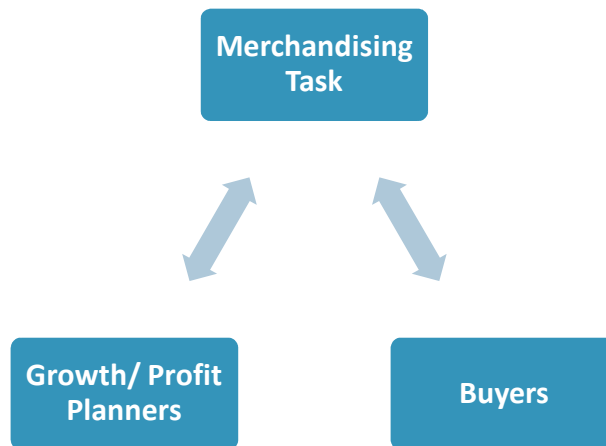 Merchandising
Task
Growth/ Profit
Planners
Buyers